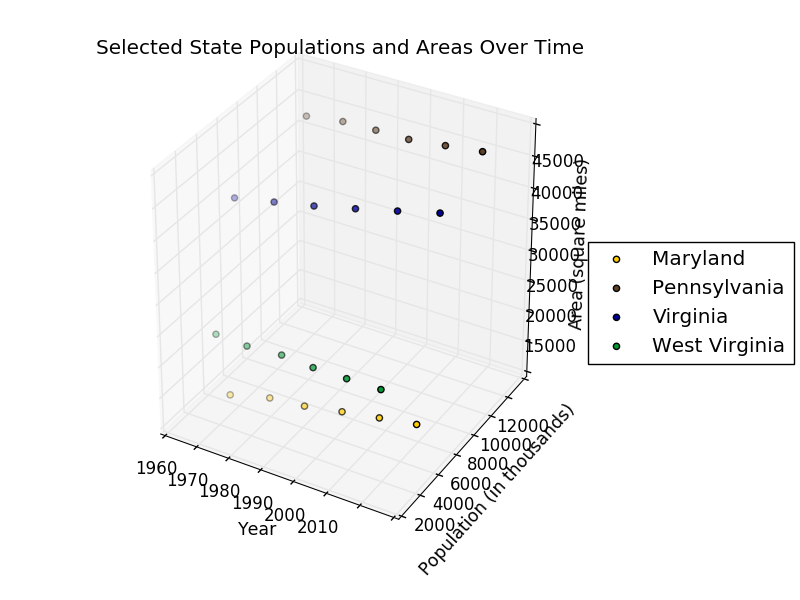 Selected State Populations and Areas Over Time
45000
40000
35000
30000
25000
20000
15000
Area (square miles)
Maryland
Pennsylvania
Virginia
West Virginia
12000
10000
8000
6000
4000
2000
Population (in thousands)
1960
1970
1980
1990
2000
2010
Year